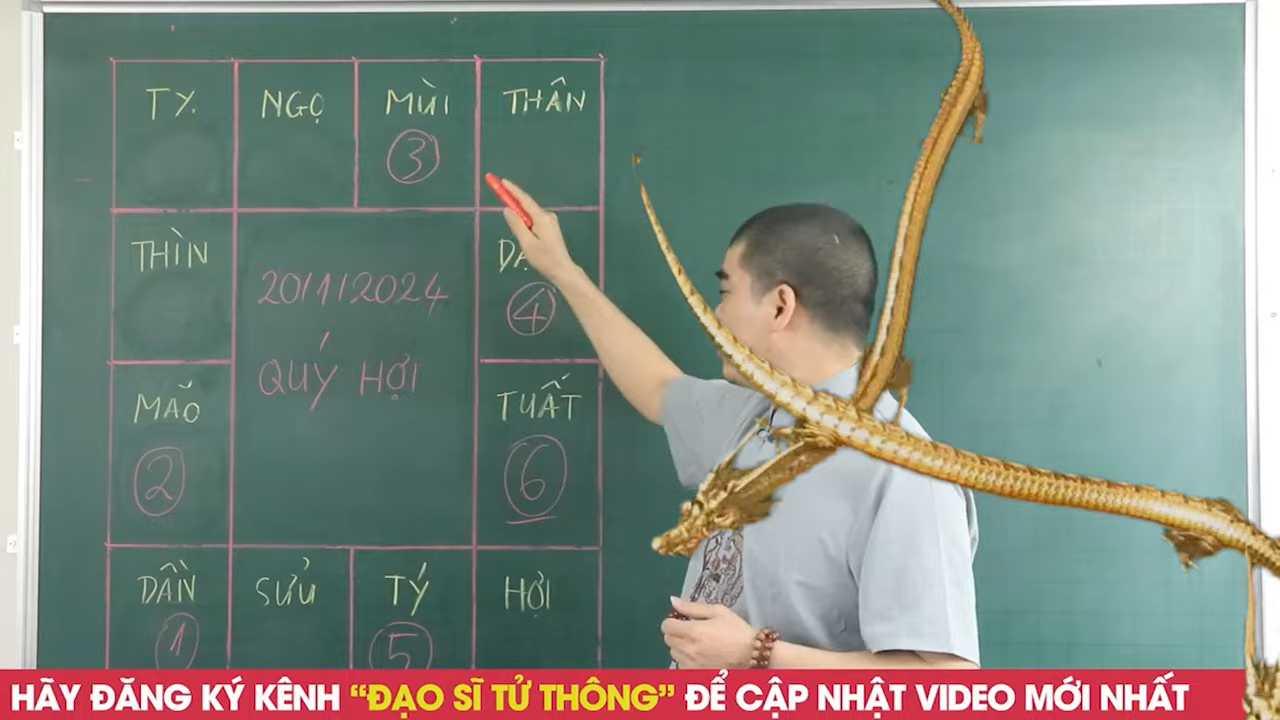 TỴ NGỌ MÙI THÂN
3
THÌN
20/1/2024
4
QUÝ HỢI
MÃO TUẤT
2 6
DẦN SỬU TÝ HỢI
1 5
HÃY ĐĂNG KÝ KÊNH “ĐẠO SĨ TỬ THÔNG” ĐỂ CẬP NHẬT VIDEO MỚI NHẤT